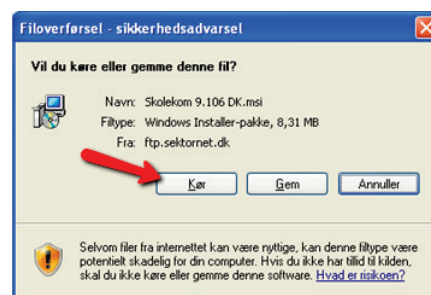 Filoverførsel - sikkerhedsadvarsel
Vil du køre eller gemme denne fil?
Navn: Skolekom 9.106 DK.msi
Filtype: Windows Installer-pakke, 8,31 MB
Fra: ftp.sektornet.dk
Kør Gem Annuller
Selvom filer fra internettet kan være nyttige, kan denne filtype være
potentielt skadelig for din computer. Hvis du ikke har tillid til kilden,
skal du ikke køre eller gemme denne software. Hvad er risikoen?